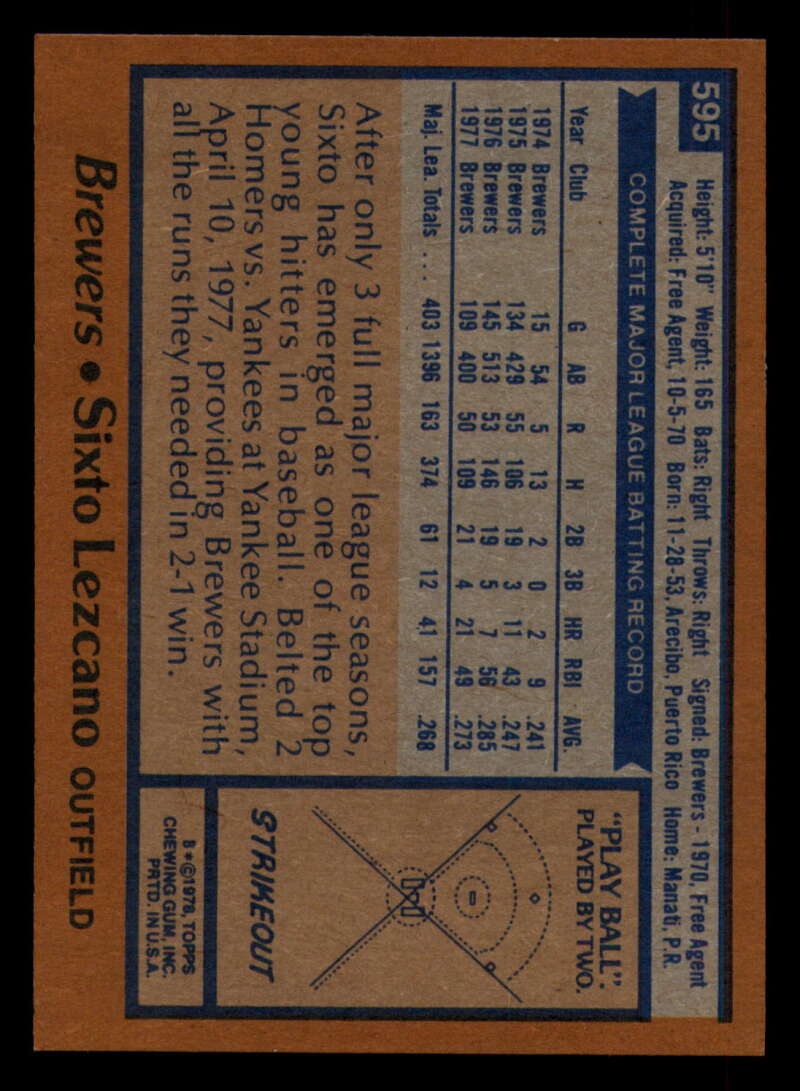 595
Height: 5'10" Weight: 165 Bats: Right Throws: Right Signed: Brewers - 1970, Free Agent
Acquired: Free Agent, 10-5-70 Born: 11-28-53, Arecibo, Puerto Rico Home: Manati, P.R.
COMPLETE MAJOR LEAGUE BATTING RECORD
Year Club G AB R H 2B 3B HR RBI AVG.
1974 Brewers 15 54 5 13 2 0 2 9 .241
1975 Brewers 134 429 55 106 19 3 11 43 .247
1976 Brewers 145 513 53 146 19 5 7 56 .285
1977 Brewers 109 400 50 109 21 4 21 49 .273
Maj. Lea. Totals ... 403 1396 163 374 61 12 41 157 .268
After only 3 full major league seasons,
Sixto has emerged as one of the top
young hitters in baseball. Belted 2
Homers vs. Yankees at Yankee Stadium,
April 10, 1977, providing Brewers with
all the runs they needed in 2-1 win.
"PLAY BALL"
PLAYED BY TWO.
STRIKEOUT
B*©1978, TOPPS
CHEWING GUM, INC.
PRTD. IN U.S.A.
Brewers • Sixto Lezcano OUTFIELD